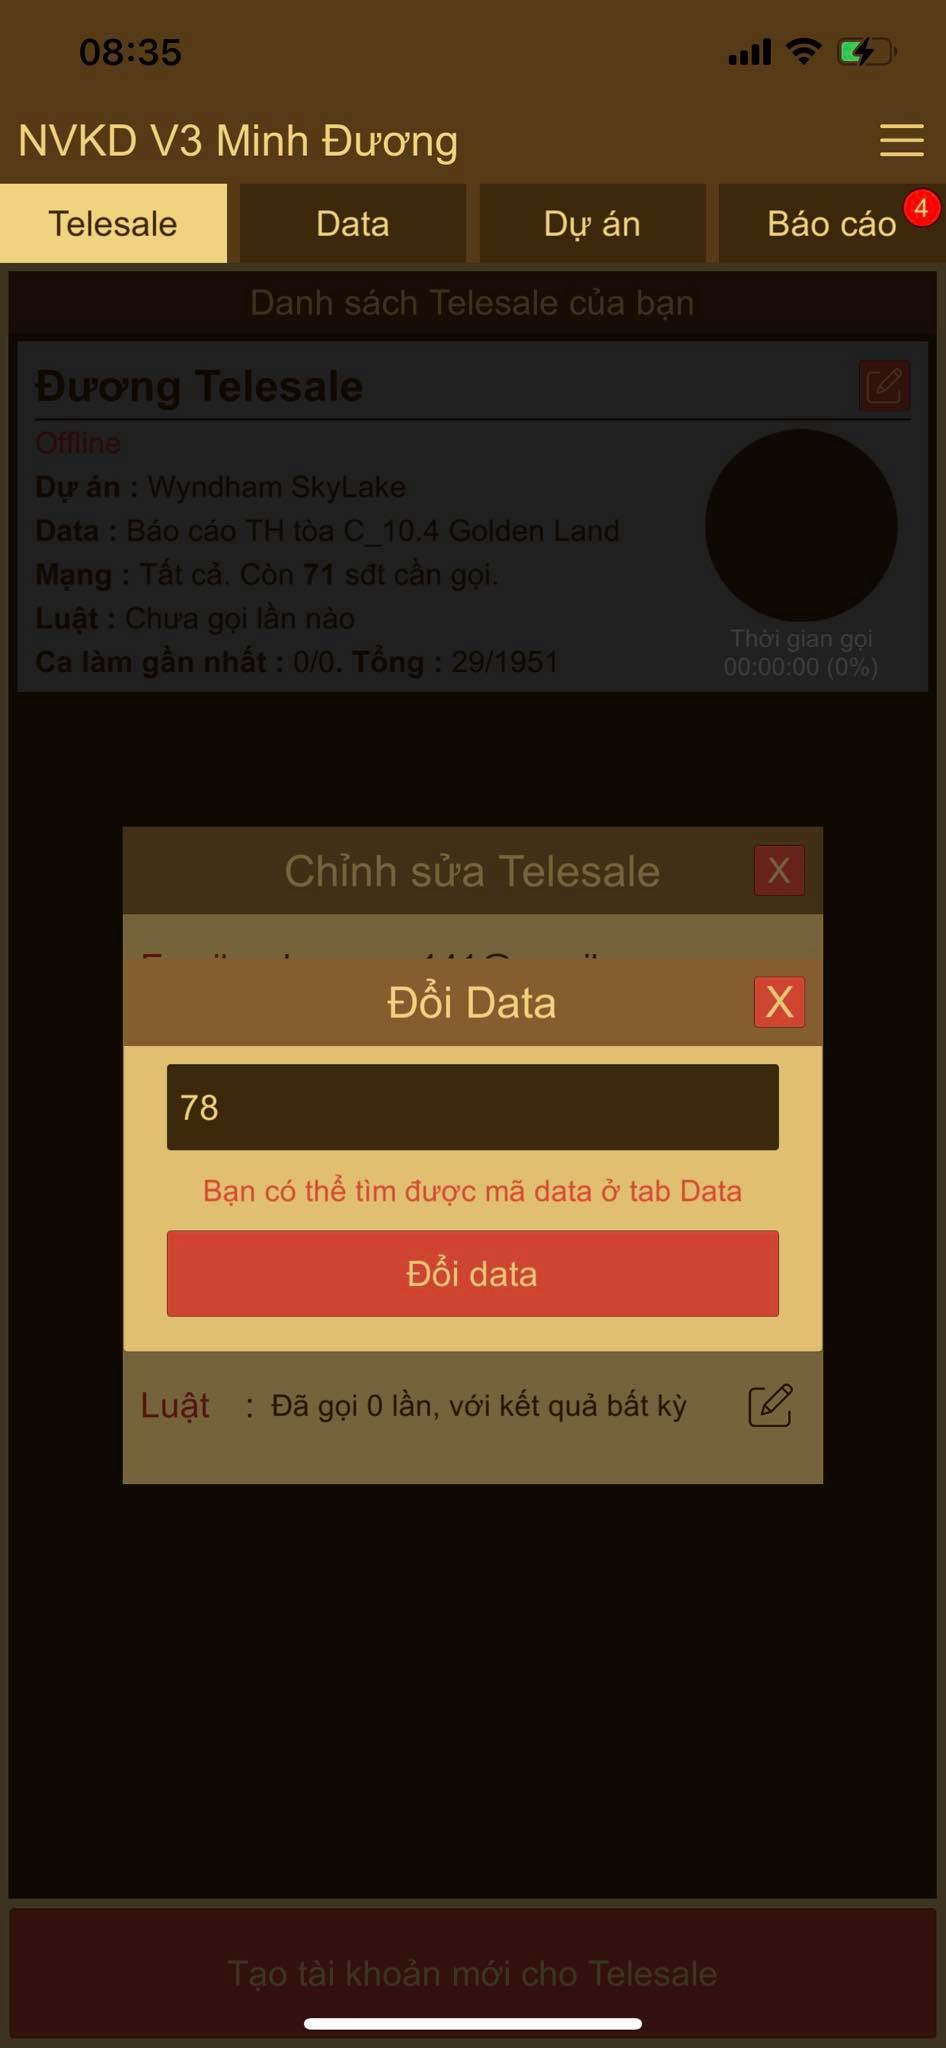 08:35
NVKD V3 Minh Đương
Telesale
Data
Dự án
Báo cáo
4
Danh sách Telesale của bạn
Đương Telesale
Offline
Dự án : Wyndham SkyLake
Data : Báo cáo TH tòa C_10.4 Golden Land
Mạng : Tất cả. Còn 71 sđt cần gọi.
Luật : Chưa gọi lần nào
Ca làm gần nhất : 0/0. Tổng : 29/1951
Thời gian gọi
00:00:00 (0%)
Chỉnh sửa Telesale
X
Đổi Data
X
78
Bạn có thể tìm được mã data ở tab Data
Đổi data
Luật : Đã gọi 0 lần, với kết quả bất kỳ
Tạo tài khoản mới cho Telesale